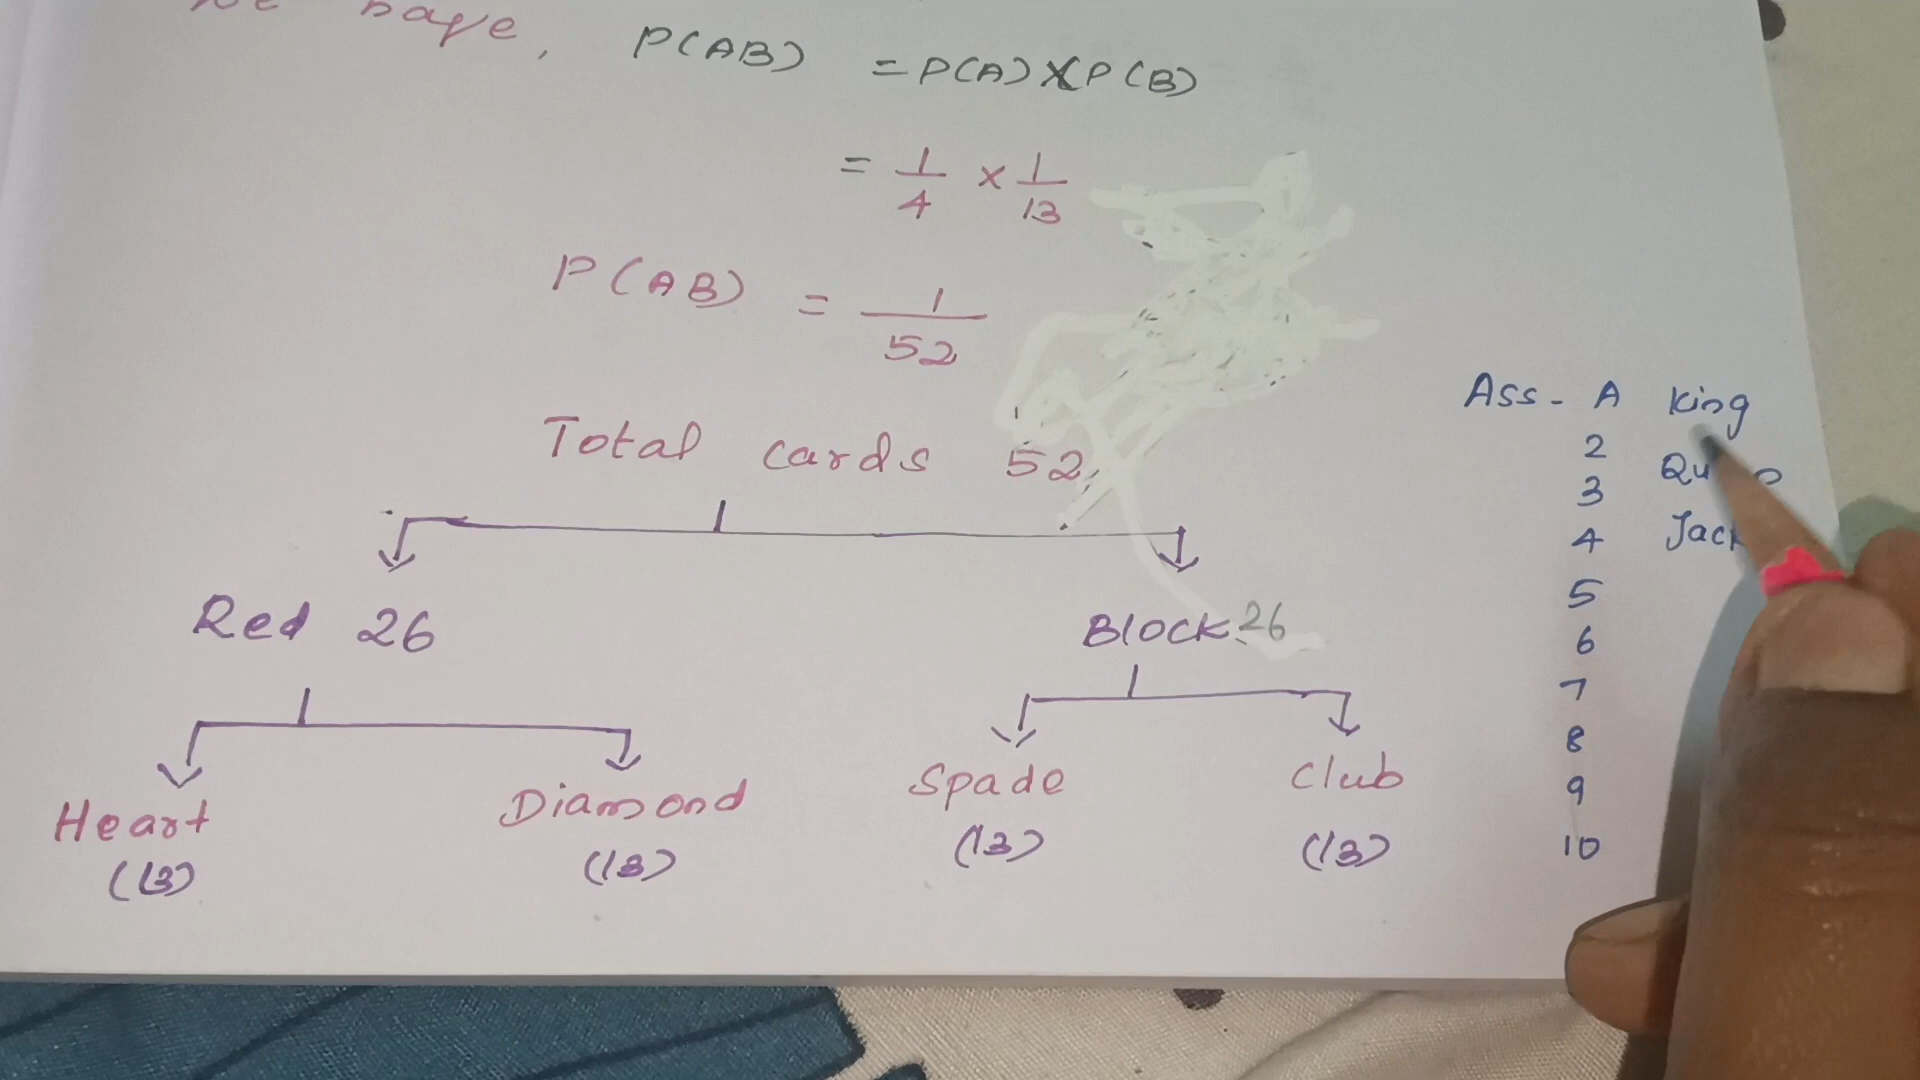 have, P(AB) = P(A) X P(B)
= 1/4 x 1/13
P(AB) = 1/52
Total cards 52
Red 26
Block 26
Heart
(13)
Diamond
(13)
Spade
(13)
Club
(13)
Ass - A King
2
3
4 Jack
5
6
7
8
9
10